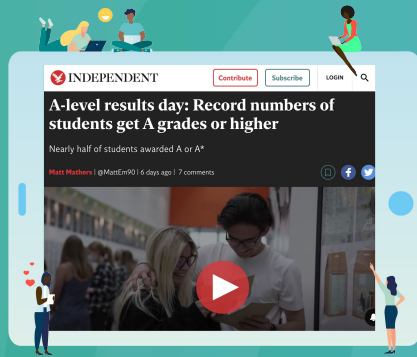 INDEPENDENT
Contribute
Subscribe
LOGIN
A-level results day: Record numbers of
students get A grades or higher
Nearly half of students awarded A or A*
Matt Mathers | @MattEm90 | 6 days ago | 7 comments